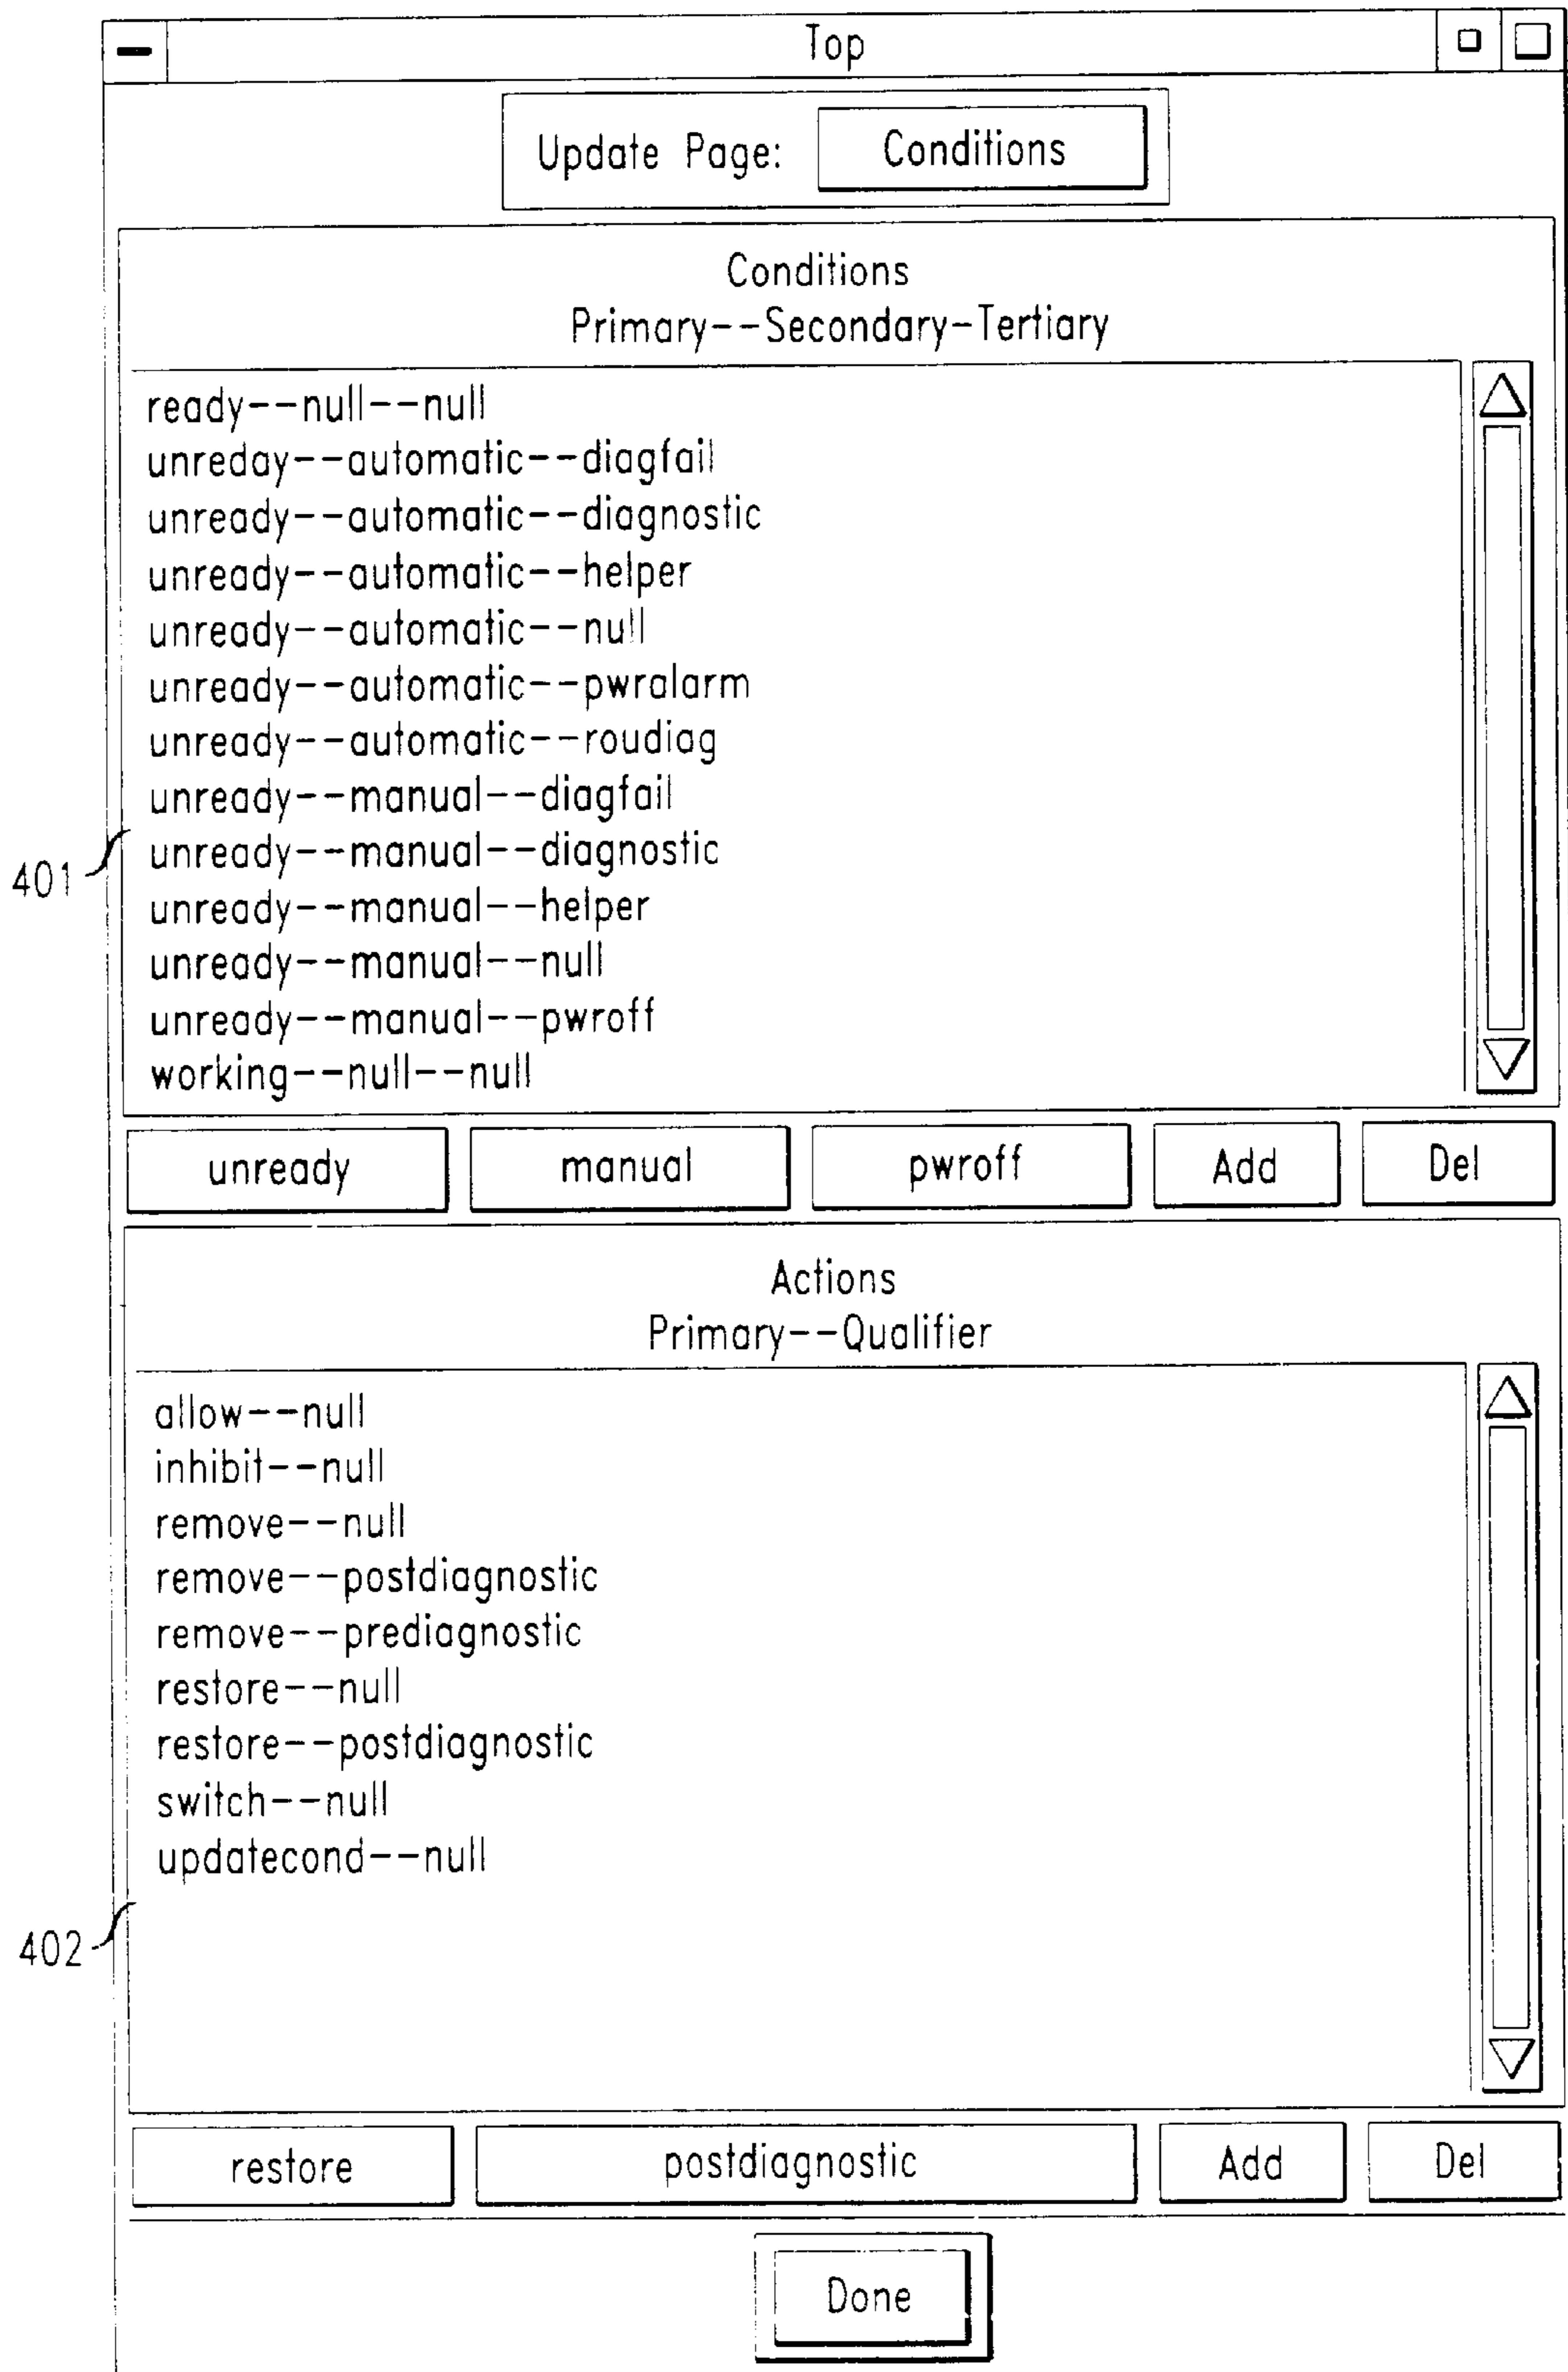 Top
Update Page: Conditions
Conditions
Primary--Secondary-Tertiary
ready--null--null
unreday--automatic--diagfail
unready--automatic--diagnostic
unready--automatic--helper
unready--automatic--null
unready--automatic--pwralarm
unready--automatic--roudiag
unready--manual--diagfail
unready--manual--diagnostic
401
unready--manual--helper
unready--manual--null
unready--manual--pwroff
working--null--null
unready manual pwroff Add Del
Actions
Primary--Qualifier
allow--null
inhibit--null
remove--null
remove--postdiagnostic
remove--prediagnostic
restore--null
restore--postdiagnostic
switch--null
updatecond--null
402
restore postdiagnostic Add Del
Done